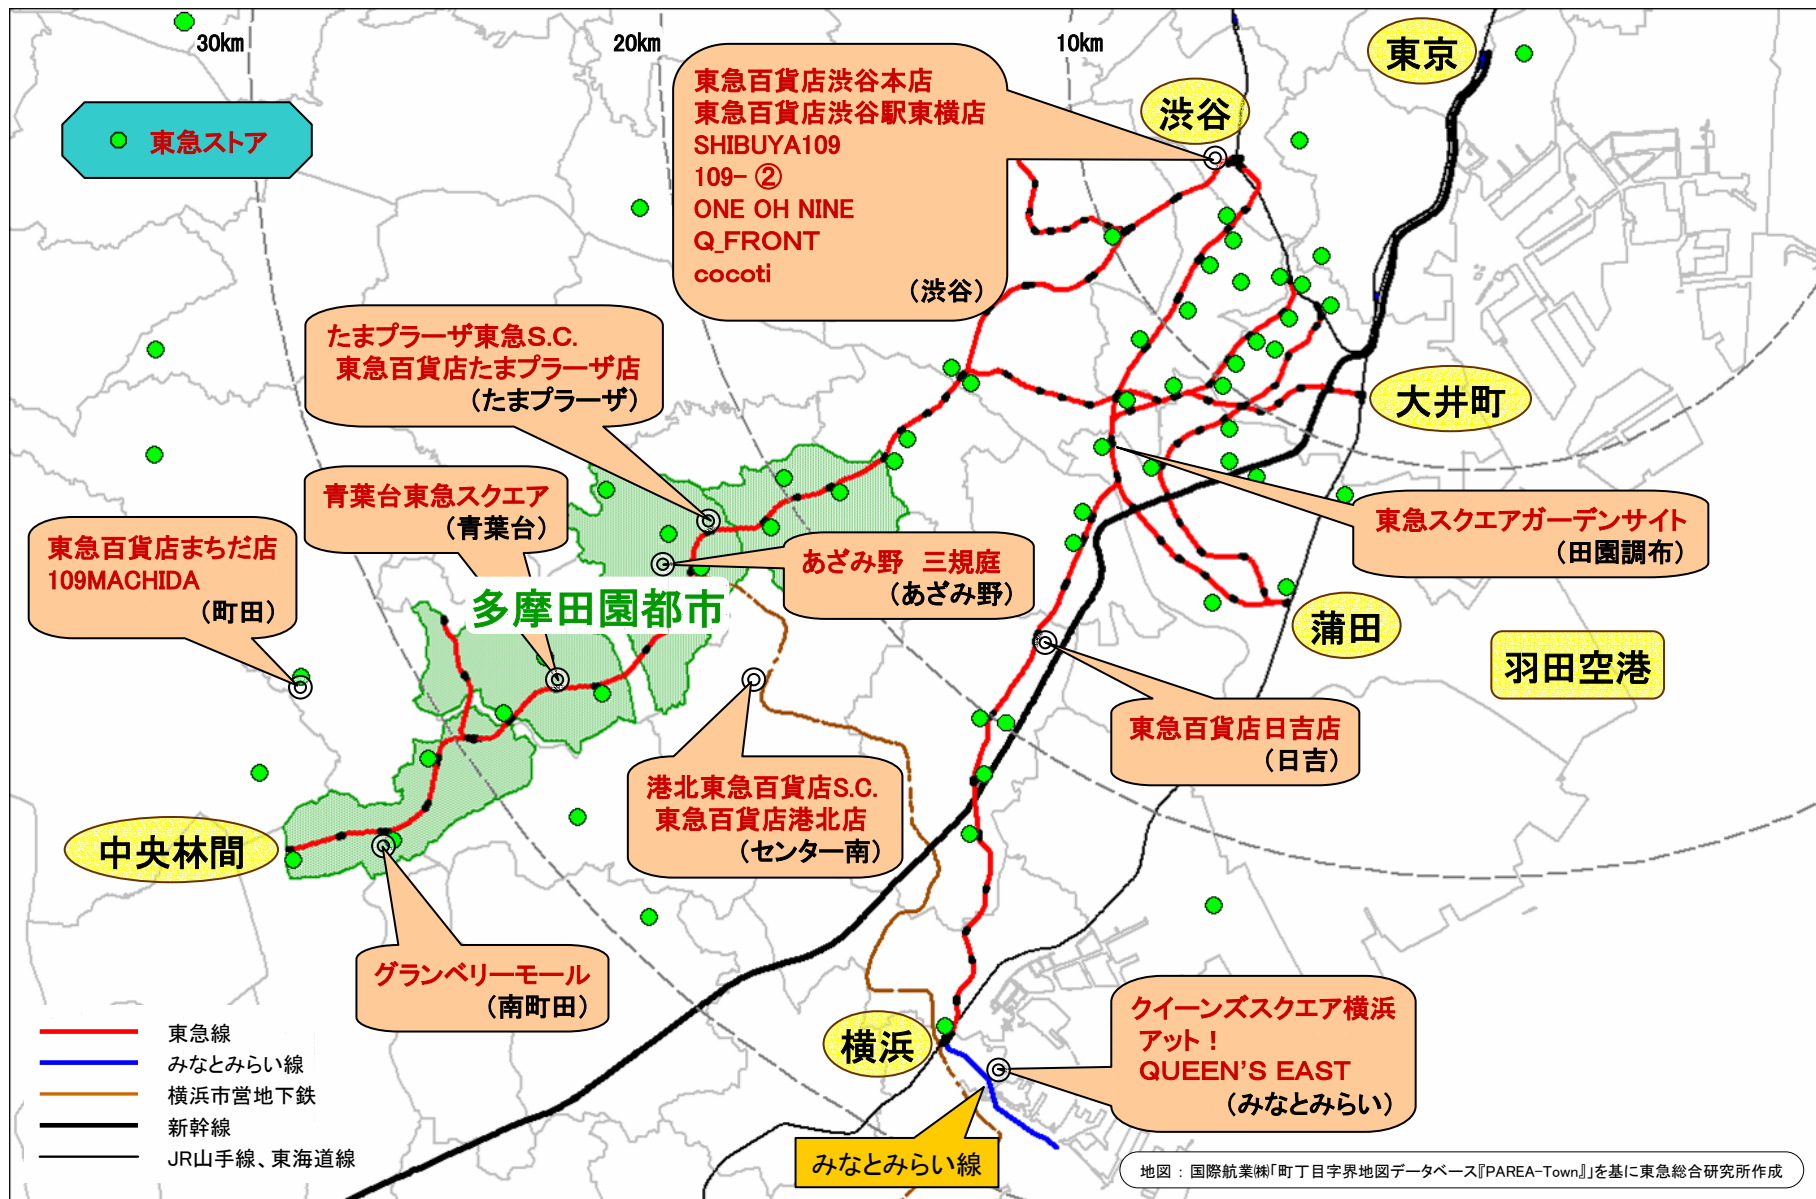 30km
20km
10km
東京
渋谷
東急ストア
東急百貨店渋谷本店
東急百貨店渋谷駅東横店
SHIBUYA109
109-②
ONE OH NINE
Q_FRONT
cocoti
（渋谷）
たまプラーザ東急S.C.
東急百貨店たまプラーザ店
（たまプラーザ）
大井町
青葉台東急スクエア
（青葉台）
東急スクエアガーデンサイト
（田園調布）
東急百貨店まちだ店
109MACHIDA
（町田）
あざみ野　三規庭
（あざみ野）
多摩田園都市
蒲田
羽田空港
東急百貨店日吉店
（日吉）
港北東急百貨店S.C.
東急百貨店港北店
（センター南）
中央林間
グランベリーモール
（南町田）
横浜
クイーンズスクエア横浜
アット！
QUEEN'S EAST
（みなとみらい）
東急線
みなとみらい線
横浜市営地下鉄
新幹線
JR山手線、東海道線
みなとみらい線
地図：国際航業㈱「町丁目字界地図データベース『PAREA-Town』」を基に東急総合研究所作成